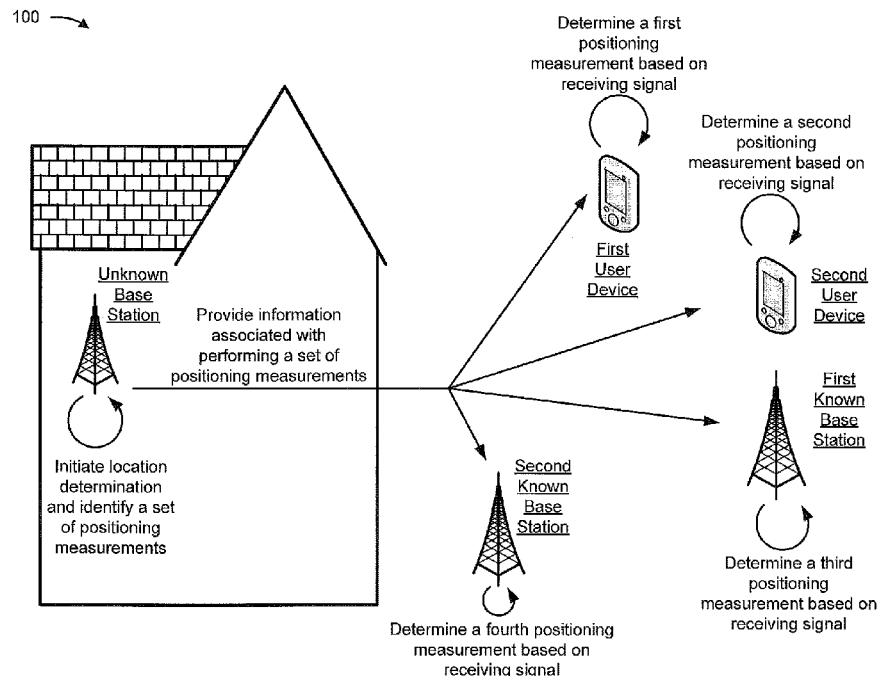 100
Determine a first
positioning
measurement based on
receiving signal
Determine a second
positioning
measurement based on
receiving signal
First
User
Device
Second
User
Device
Unknown
Base
Station
Provide information
associated with
performing a set of
positioning measurements
Initiate location
determination
and identify a set
of positioning
measurements
First
Known
Base
Station
Second
Known
Base
Station
Determine a third
positioning
measurement based on
receiving signal
Determine a fourth positioning
measurement based on
receiving signal